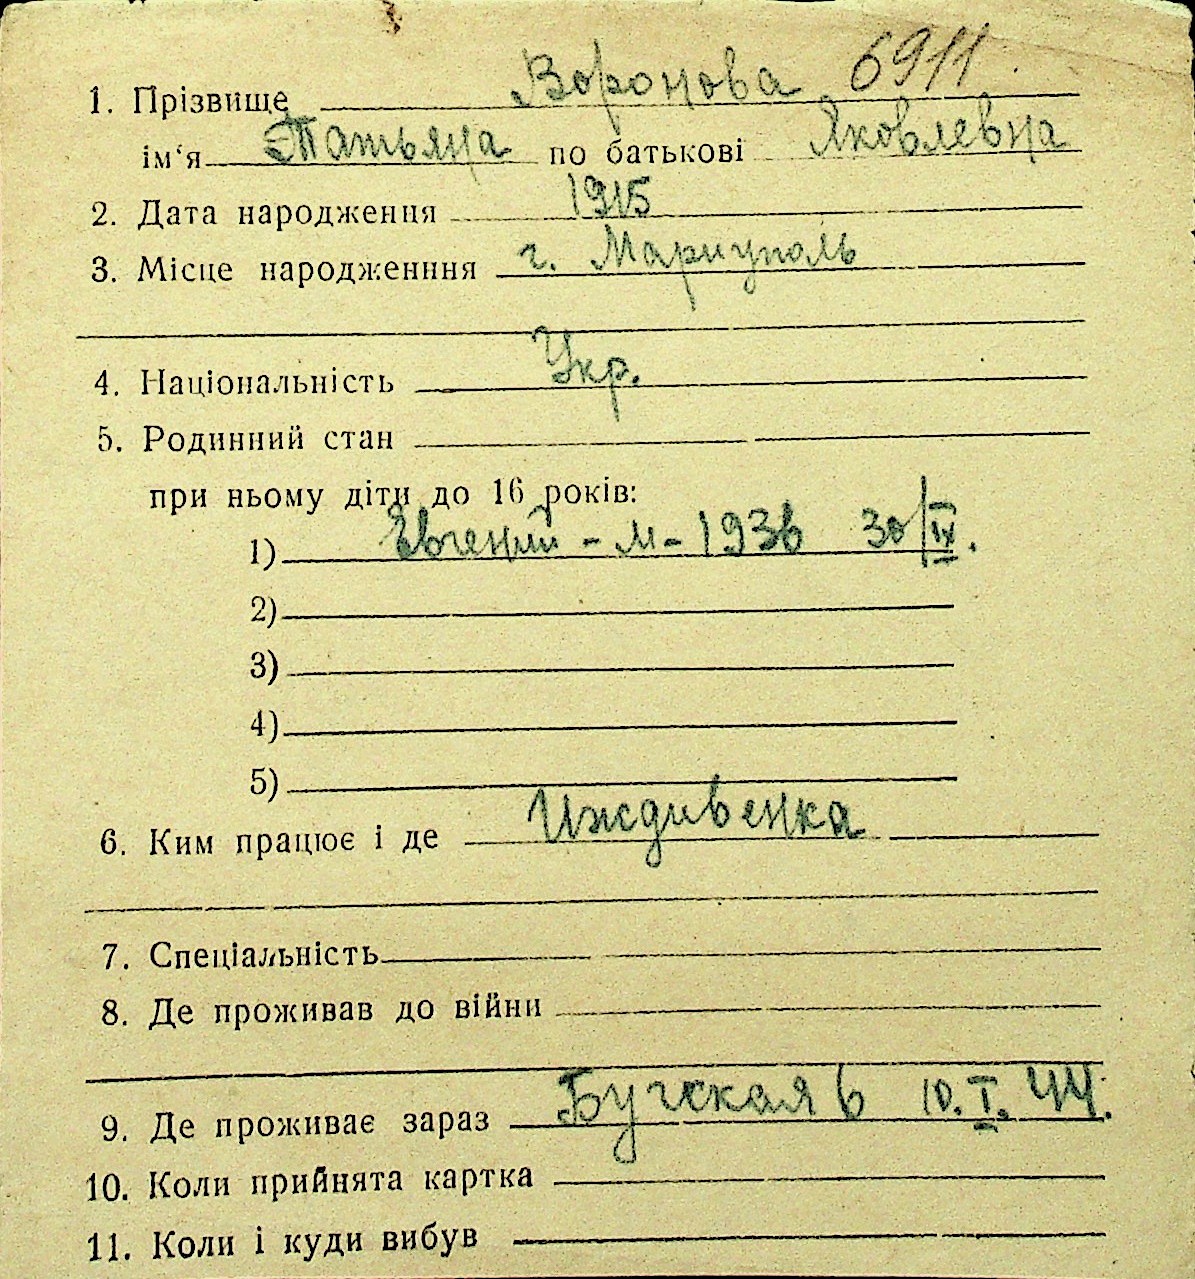 6911
1. Прізвище Воронова
ім'я Татьяна по батькові Яковлевна
2. Дата народження 1915
3. Місце народженння г. Мариуполь
4. Національність Укр.
5. Родинний стан
при ньому діти до 16 років:
1) Евгений - м - 1936 30/IV.
2)
3)
4)
5)
6. Ким працює і де Иждивенка
7. Спеціальність
8. Де проживав до війни
9. Де проживає зараз Бугская 6 10.I.44.
10. Коли прийнята картка
11. Коли і куди вибув